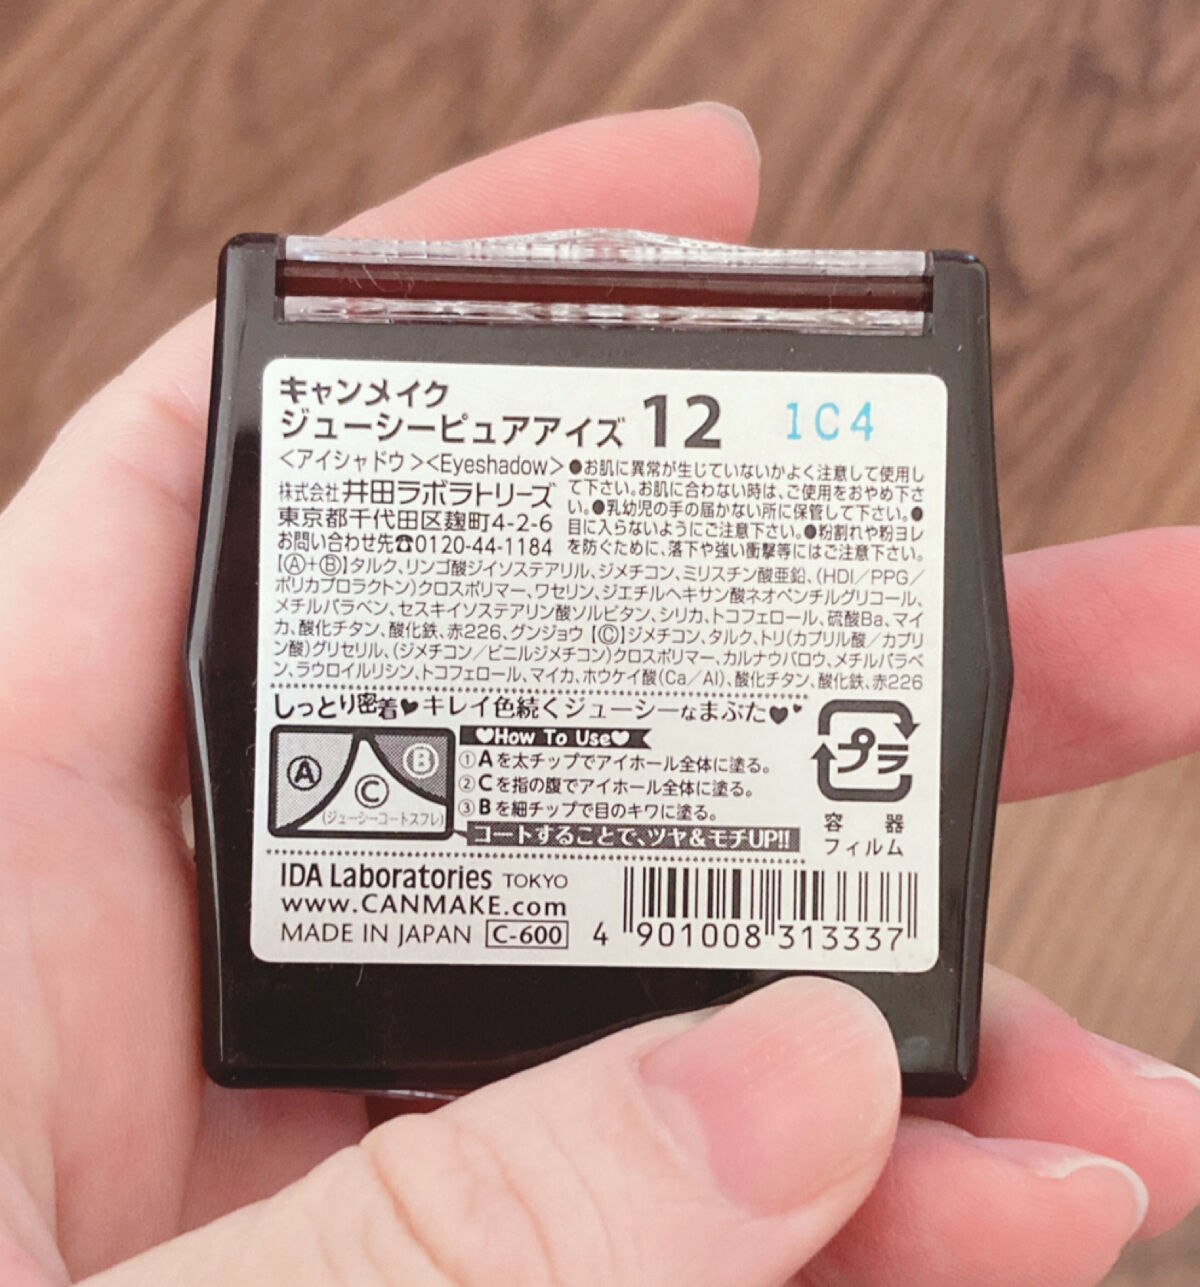 キャンメイク
ジューシーピュアアイズ 12 1C4
<アイシャドウ><Eyeshadow>
株式会社 井田ラボラトリーズ
東京都千代田区麹町4-2-6
お問い合わせ先☎0120-44-1184
●お肌に異常が生じていないかよく注意して使用し
て下さい。お肌に合わない時は、ご使用をおやめ下さ
い。●乳幼児の手の届かない所に保管して下さい。●
目に入らないようにご注意下さい。●粉割れや粉ヨレ
を防ぐために、落下や強い衝撃等にはご注意下さい。
【Ⓐ+Ⓑ】タルク、リンゴ酸ジイソステアリル、ジメチコン、ミリスチン酸亜鉛、(HDI/PPG/
ポリカプロラクトン)クロスポリマー、ワセリン、ジエチルヘキサン酸ネオペンチルグリコール、
メチルパラベン、セスキイソステアリン酸ソルビタン、シリカ、トコフェロール、硫酸Ba、マイ
カ、酸化チタン、酸化鉄、赤226、グンジョウ【Ⓒ】ジメチコン、タルク、トリ(カプリル酸/カプリ
ン酸)グリセリル、(ジメチコン/ビニルジメチコン)クロスポリマー、カルナウバロウ、メチルパラベ
ン、ラウロイルリシン、トコフェロール、マイカ、ホウケイ酸(Ca/Al)、酸化チタン、酸化鉄、赤226
しっとり密着♥キレイ色続くジューシーなまぶた♥♥
Ⓐ
Ⓑ
Ⓒ
(ジューシーコートスフレ)
♥How To Use♥
①Aを太チップでアイホール全体に塗る。
②Cを指の腹でアイホール全体に塗る。
③Bを細チップで目のキワに塗る。
コートすることで、ツヤ&モチUP!!
プラ
容器
フィルム
IDA Laboratories TOKYO
www.CANMAKE.com
MADE IN JAPAN C-600
4 901008 313337